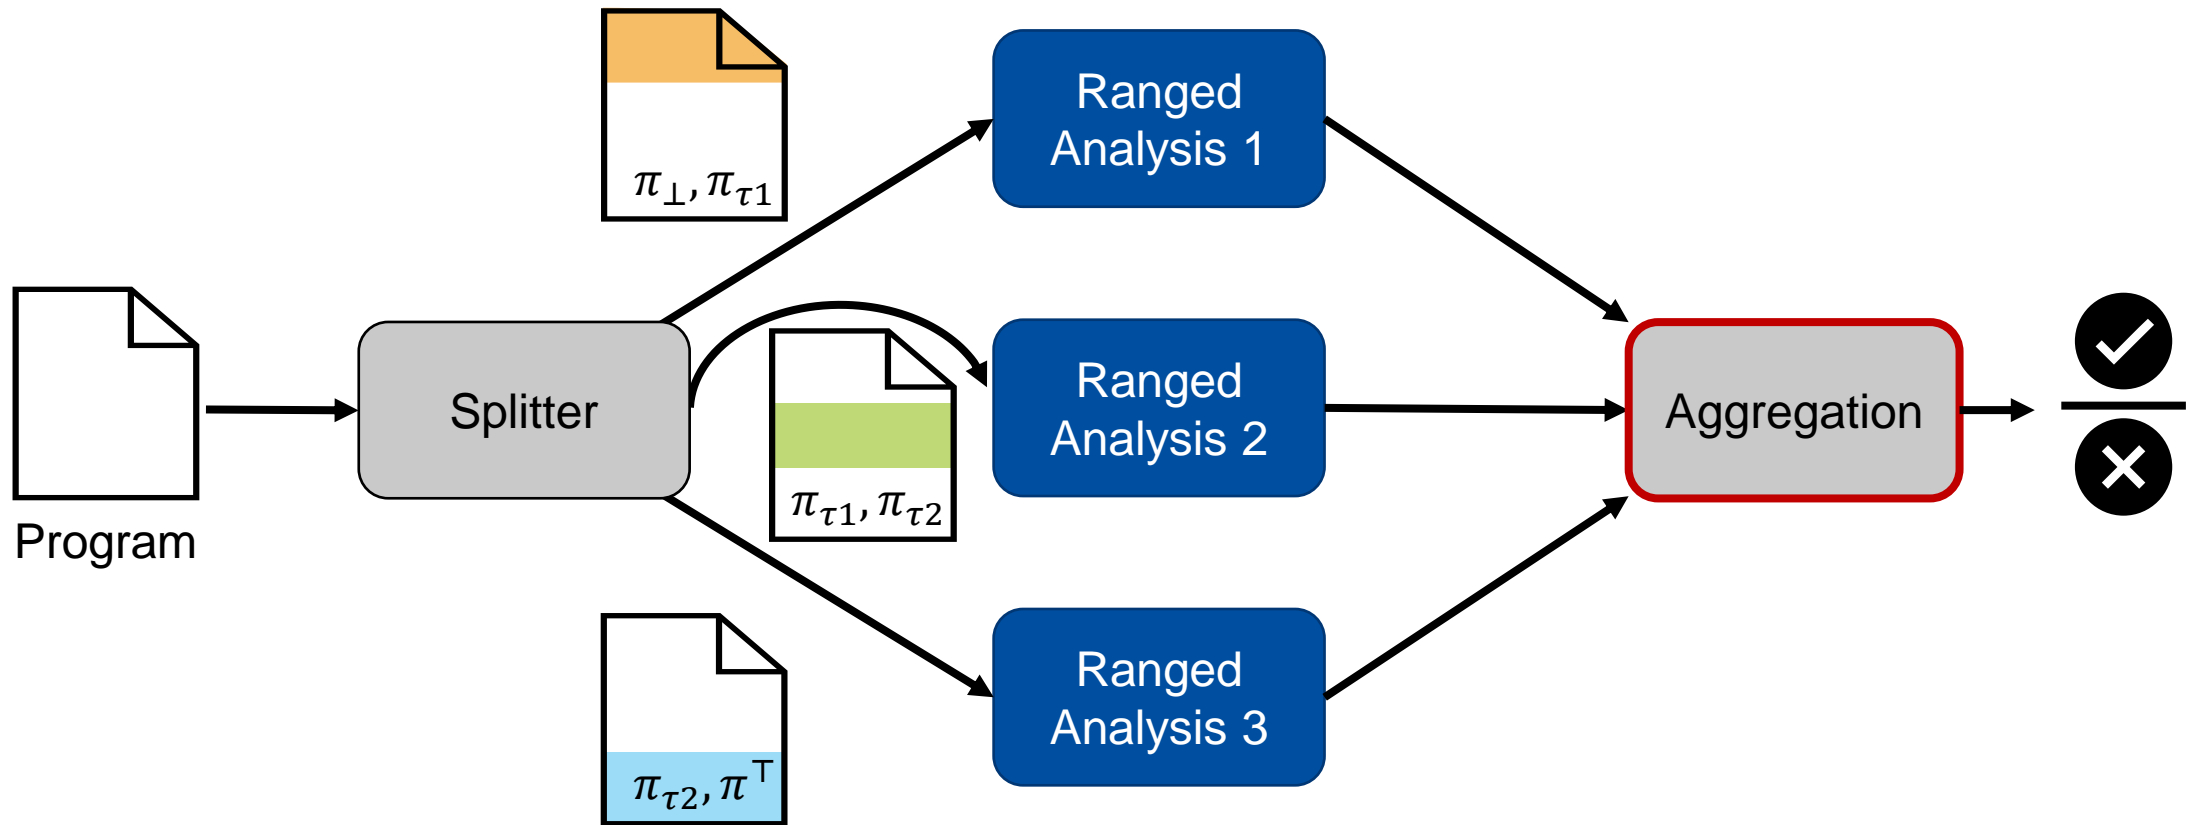 Program
Splitter
π⊥, πτ1
πτ1, πτ2
πτ2, π⊤
Ranged
Analysis 1
Ranged
Analysis 2
Ranged
Analysis 3
Aggregation